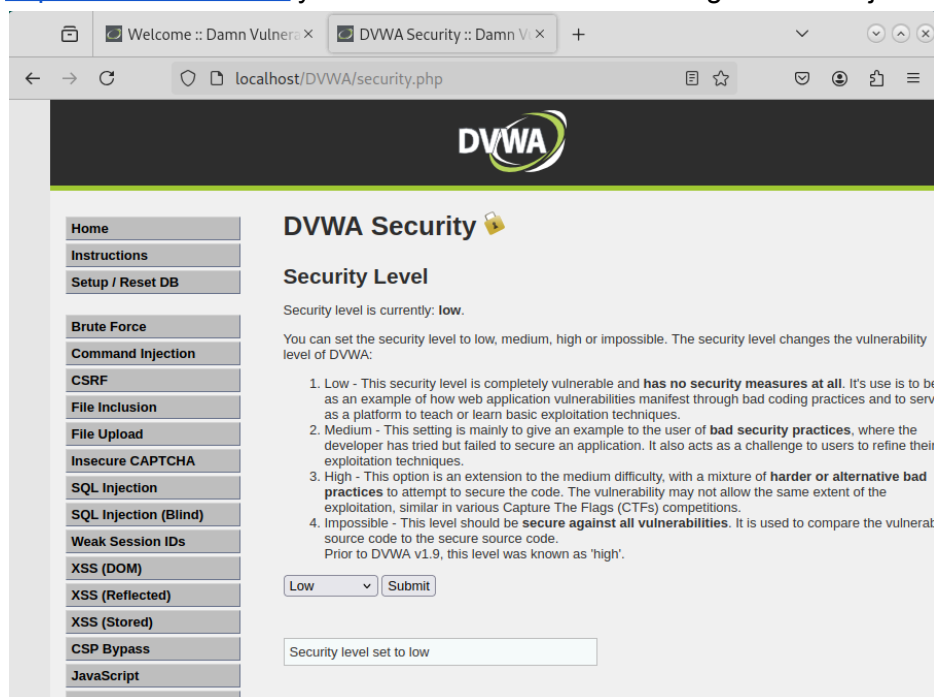 Welcome :: Damn Vulnera
DVWA Security :: Damn Vu
localhost/DVWA/security.php
DVWA
Home
Instructions
Setup / Reset DB
Brute Force
Command Injection
CSRF
File Inclusion
File Upload
Insecure CAPTCHA
SQL Injection
SQL Injection (Blind)
Weak Session IDs
XSS (DOM)
XSS (Reflected)
XSS (Stored)
CSP Bypass
JavaScript
DVWA Security
Security Level
Security level is currently: low.
You can set the security level to low, medium, high or impossible. The security level changes the vulnerability
level of DVWA:
1. Low - This security level is completely vulnerable and has no security measures at all. It's use is to be
as an example of how web application vulnerabilities manifest through bad coding practices and to serv
as a platform to teach or learn basic exploitation techniques.
2. Medium - This setting is mainly to give an example to the user of bad security practices, where the
developer has tried but failed to secure an application. It also acts as a challenge to users to refine their
exploitation techniques.
3. High - This option is an extension to the medium difficulty, with a mixture of harder or alternative bad
practices to attempt to secure the code. The vulnerability may not allow the same extent of the
exploitation, similar in various Capture The Flags (CTFs) competitions.
4. Impossible - This level should be secure against all vulnerabilities. It is used to compare the vulnerab
source code to the secure source code.
Prior to DVWA v1.9, this level was known as 'high'.
Low
Submit
Security level set to low